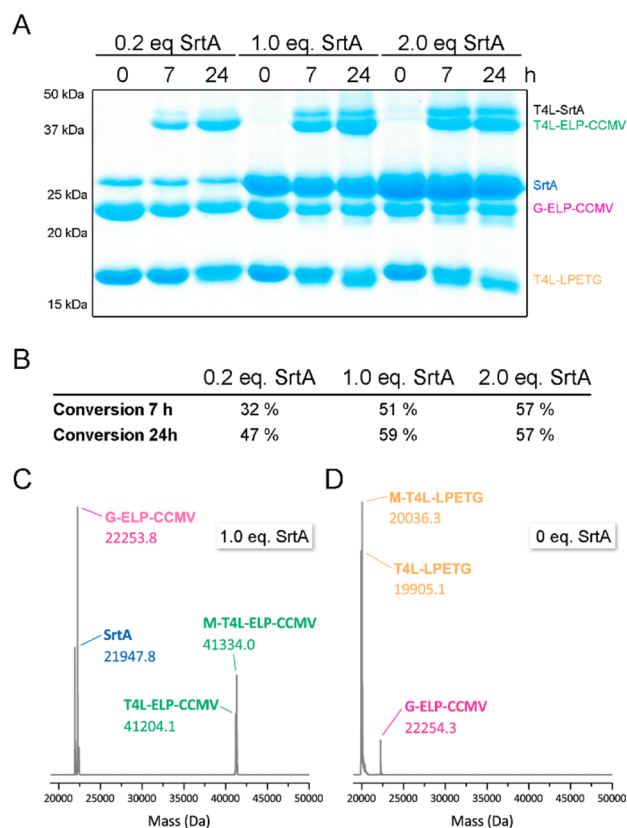 A
0.2 eq SrtA 1.0 eq. SrtA 2.0 eq. SrtA
0 7 24 0 7 24 0 7 24 h
50 kDa
T4L-SrtA
37 kDa
T4L-ELP-CCMV
SrtA
25 kDa
G-ELP-CCMV
20 kDa
T4L-LPETG
15 kDa
B
0.2 eq. SrtA 1.0 eq. SrtA 2.0 eq. SrtA
Conversion 7 h 32 % 51 % 57 %
Conversion 24h 47 % 59 % 57 %
C
G-ELP-CCMV
22253.8
1.0 eq. SrtA
SrtA
21947.8
M-T4L-ELP-CCMV
41334.0
T4L-ELP-CCMV
41204.1
20000 25000 30000 35000 40000 45000 50000
Mass (Da)
D
M-T4L-LPETG
20036.3
0 eq. SrtA
T4L-LPETG
19905.1
G-ELP-CCMV
22254.3
20000 25000 30000 35000 40000 45000 50000
Mass (Da)